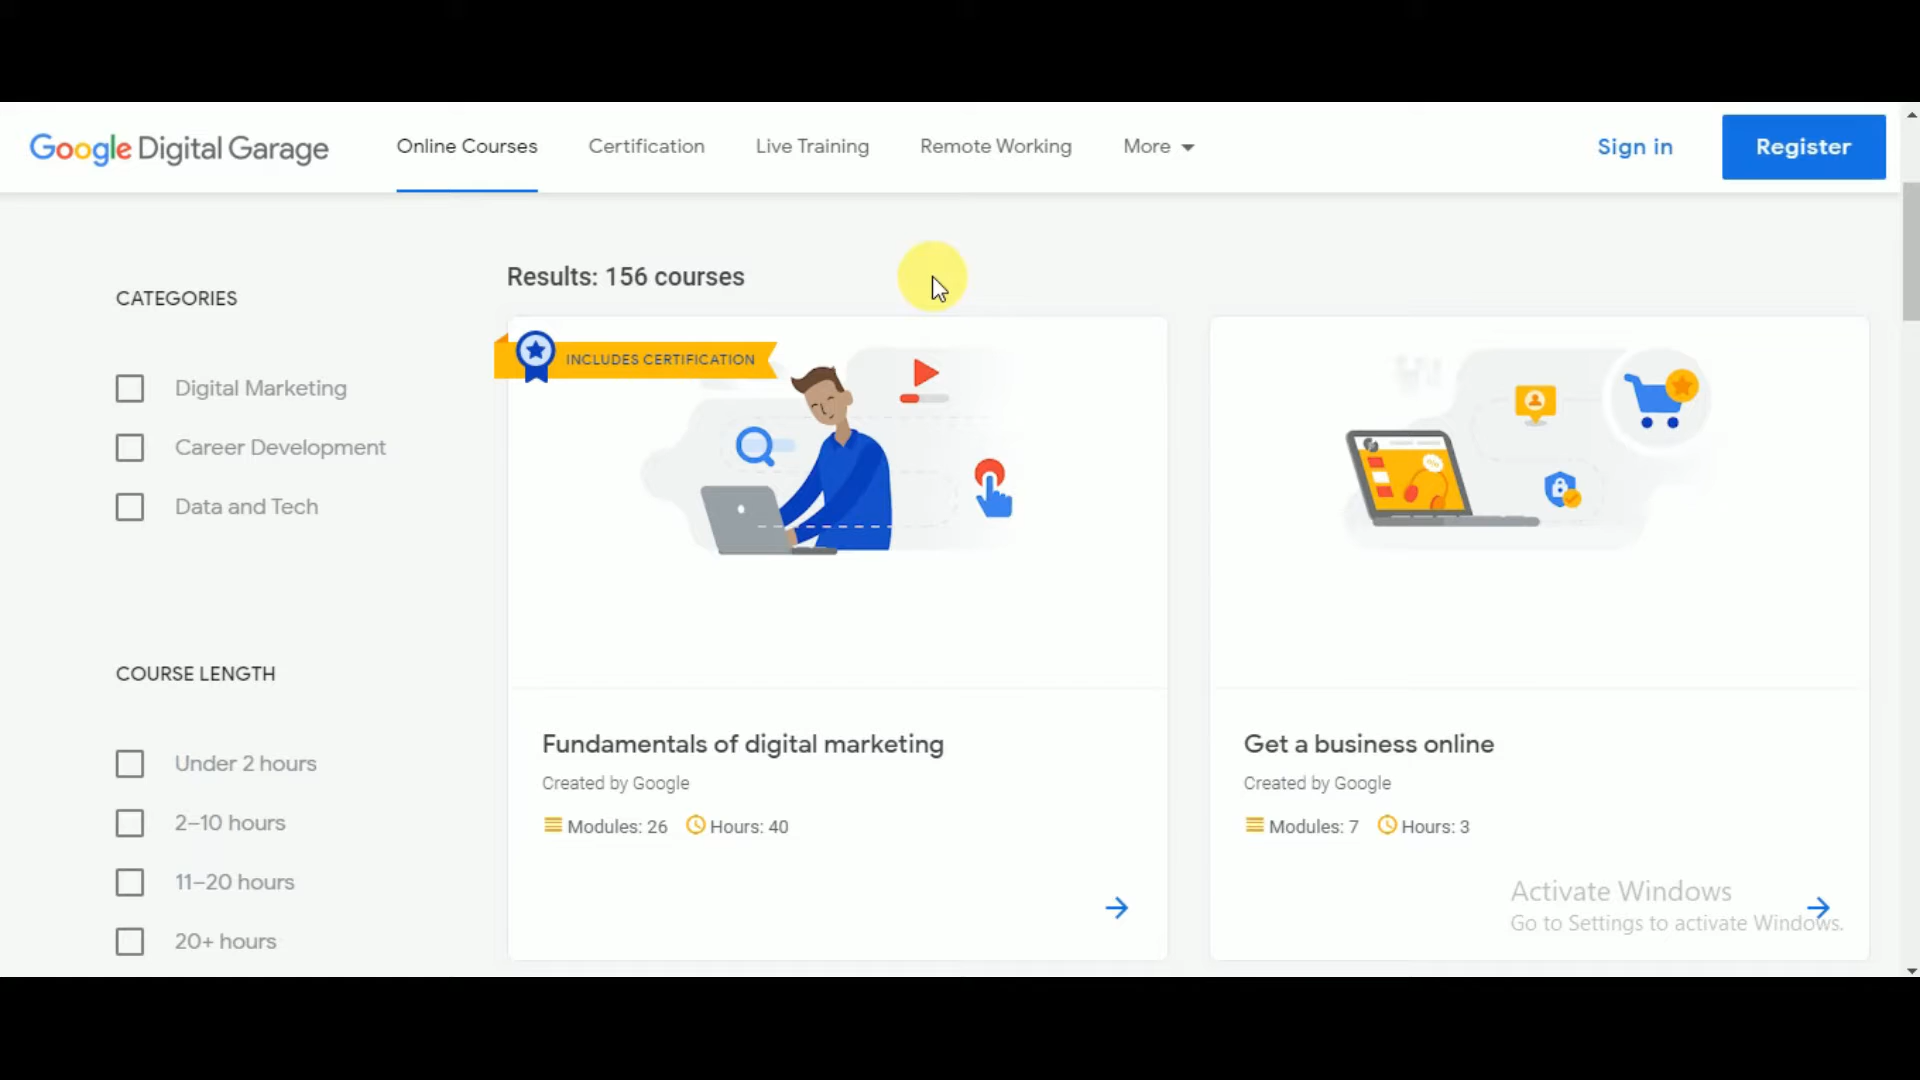 Google Digital Garage
Online Courses
Certification
Live Training
Remote Working
More
Sign in
Register
CATEGORIES
Digital Marketing
Career Development
Data and Tech
COURSE LENGTH
Under 2 hours
2–10 hours
11–20 hours
20+ hours
Results: 156 courses
INCLUDES CERTIFICATION
Fundamentals of digital marketing
Created by Google
Modules: 26 Hours: 40
Get a business online
Created by Google
Modules: 7 Hours: 3
Activate Windows
Go to Settings to activate Windows.